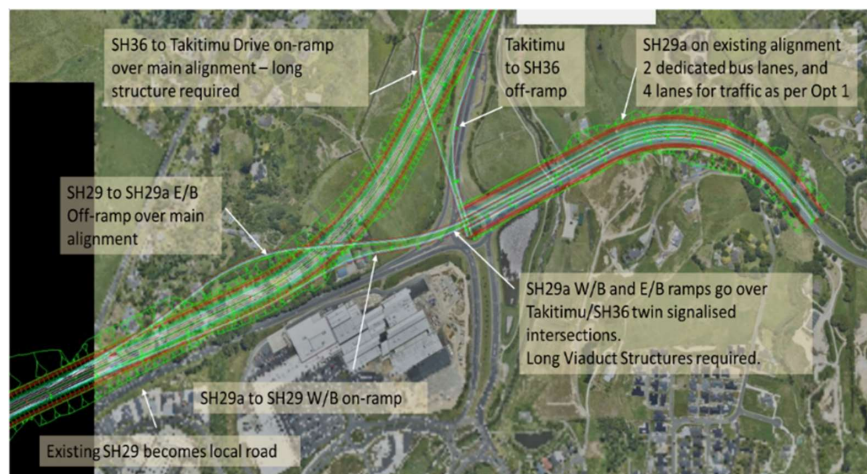 SH36 to Takitimu Drive on-ramp
over main alignment – long
structure required
Takitimu
to SH36
off-ramp
SH29a on existing alignment
2 dedicated bus lanes, and
4 lanes for traffic as per Opt 1
SH29 to SH29a E/B
Off-ramp over main
alignment
SH29a W/B and E/B ramps go over
Takitimu/SH36 twin signalised
intersections.
Long Viaduct Structures required.
SH29a to SH29 W/B on-ramp
Existing SH29 becomes local road